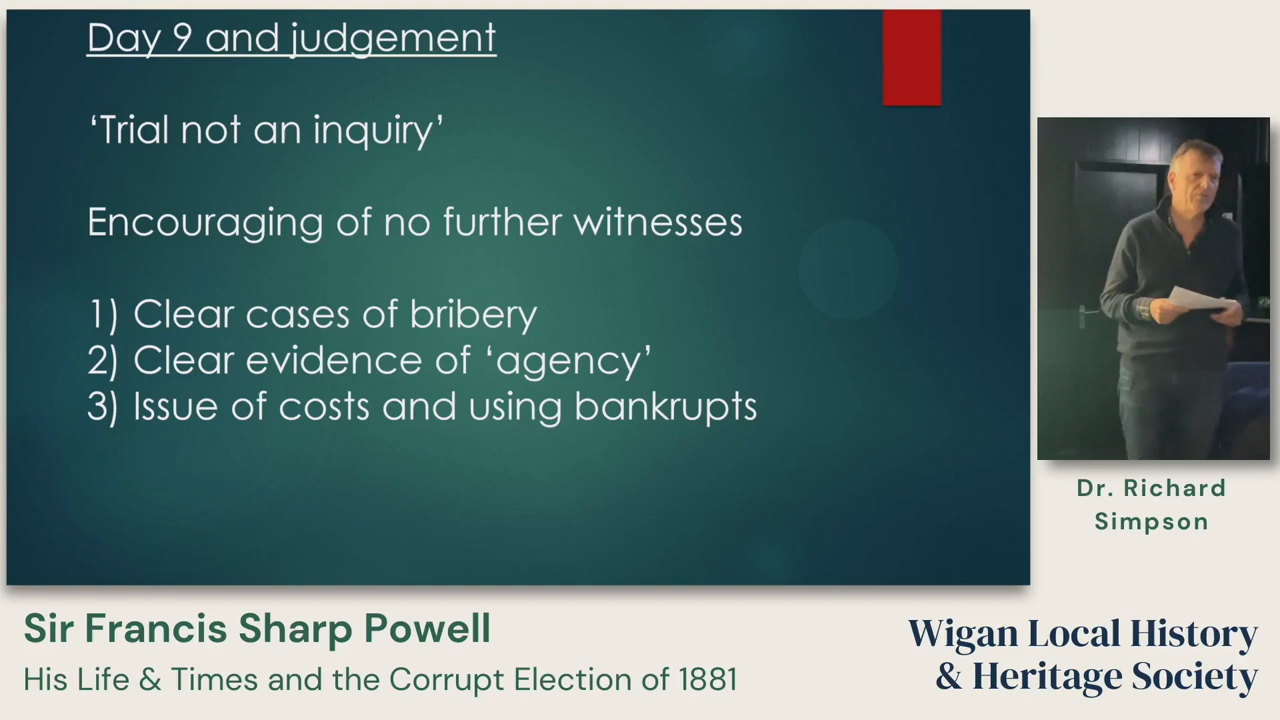 Day 9 and judgement
‘Trial not an inquiry’
Encouraging of no further witnesses
1) Clear cases of bribery
2) Clear evidence of ‘agency’
3) Issue of costs and using bankrupts
Dr. Richard
Simpson
Sir Francis Sharp Powell
His Life & Times and the Corrupt Election of 1881
Wigan Local History
& Heritage Society